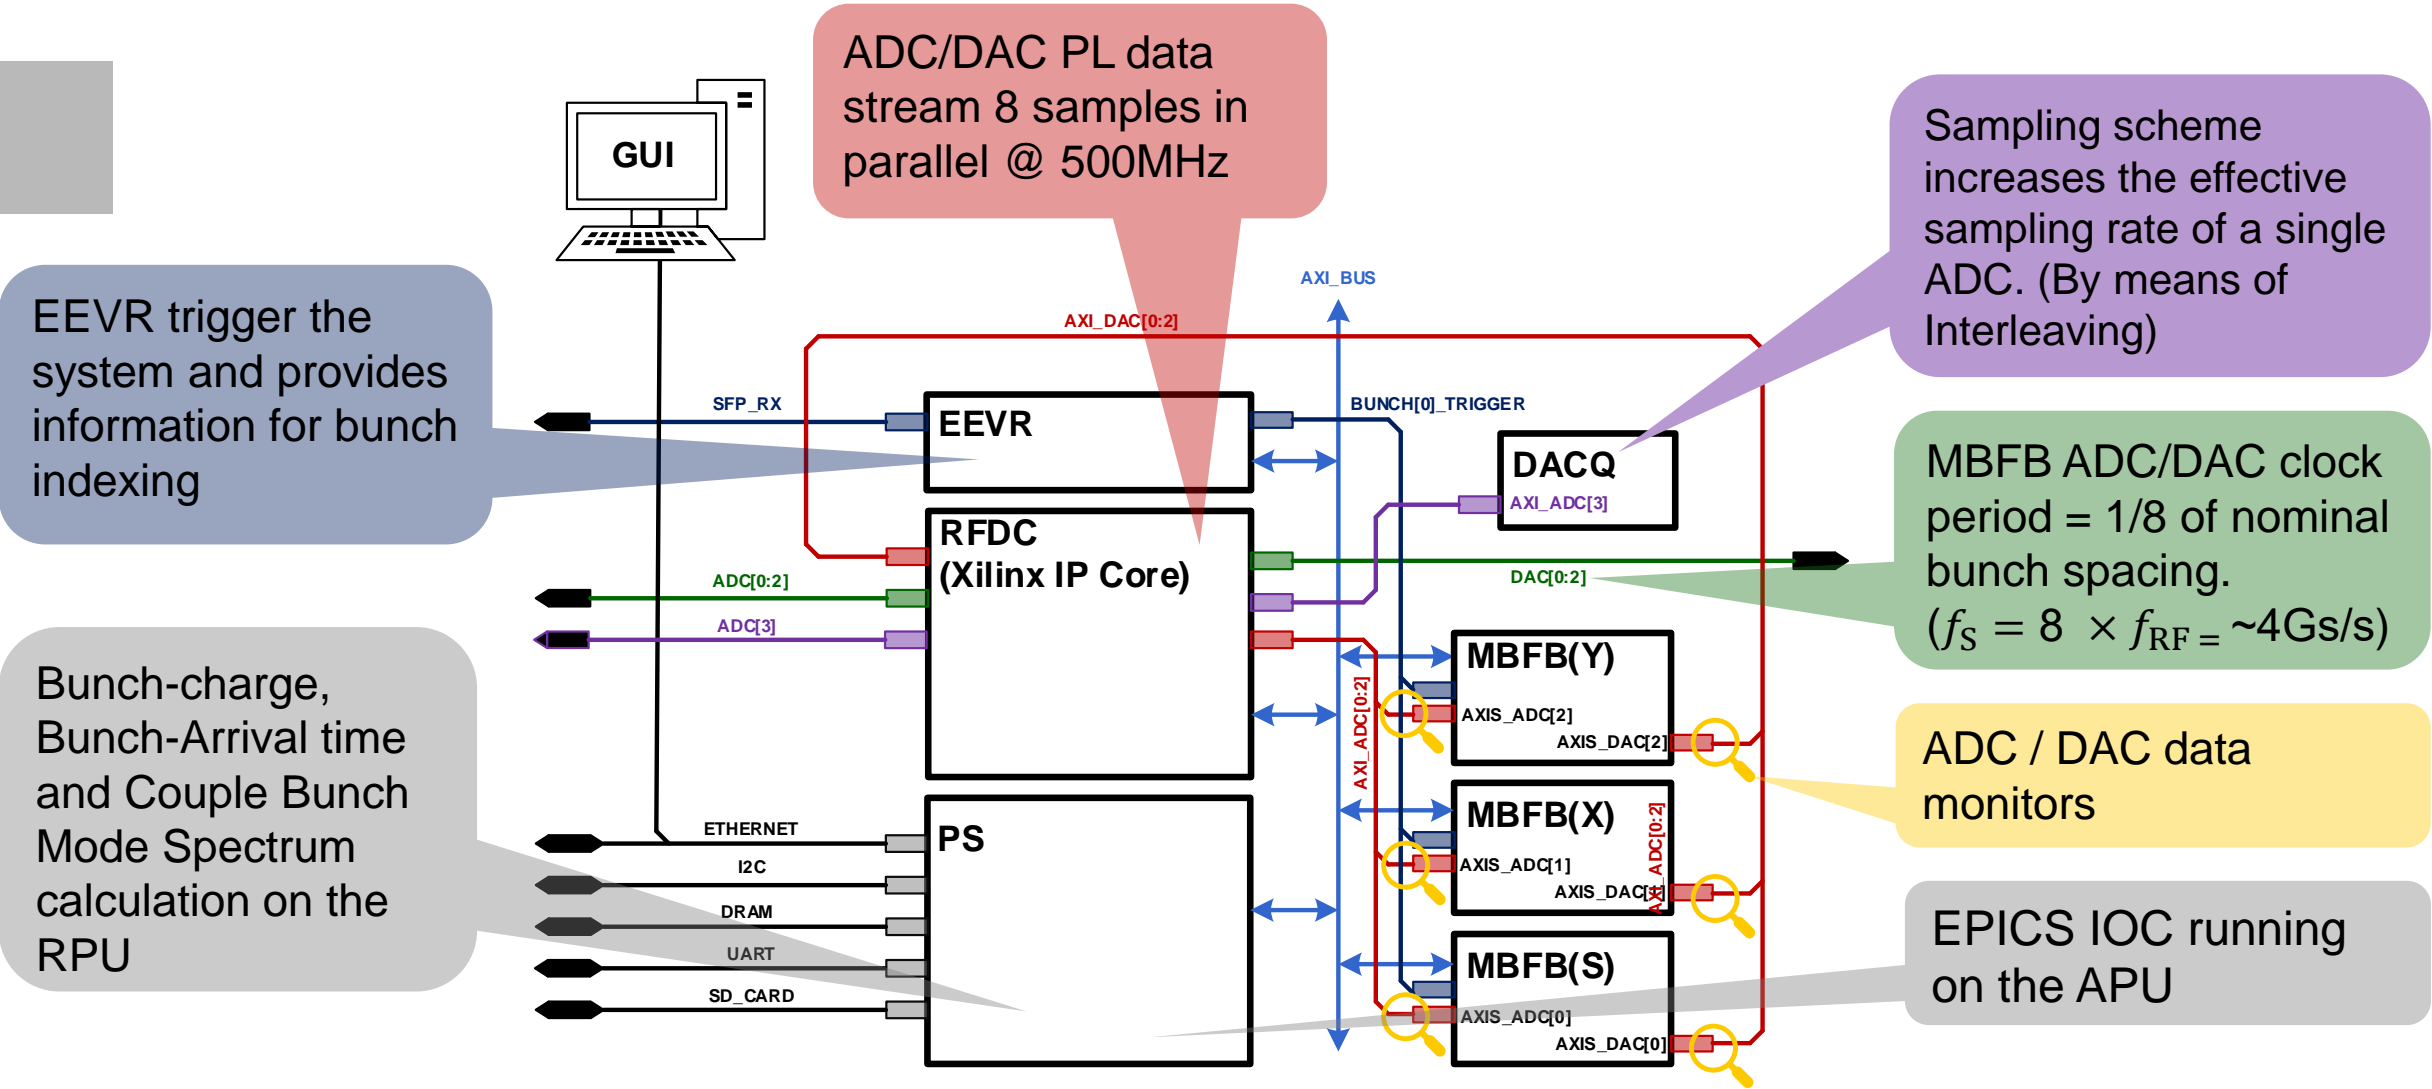 ADC/DAC PL data
stream 8 samples in
parallel @ 500MHz
GUI
Sampling scheme
increases the effective
sampling rate of a single
ADC. (By means of
Interleaving)
EEVR trigger the
system and provides
information for bunch
indexing
AXI_BUS
AXI_DAC[0:2]
SFP_RX
EEVR
BUNCH[0]_TRIGGER
DACQ
AXI_ADC[3]
MBFB ADC/DAC clock
period = 1/8 of nominal
bunch spacing.
(fS = 8 × fRF = ~4Gs/s)
RFDC
(Xilinx IP Core)
ADC[0:2]
ADC[3]
DAC[0:2]
AXI_ADC[0:2]
MBFB(Y)
AXIS_ADC[2]
AXIS_DAC[2]
Bunch-charge,
Bunch-Arrival time
and Couple Bunch
Mode Spectrum
calculation on the
RPU
ADC / DAC data
monitors
MBFB(X)
AXIS_ADC[1]
AXIS_DAC[1]
AXI_ADC[0:2]
ETHERNET
I2C
DRAM
UART
SD_CARD
PS
MBFB(S)
AXIS_ADC[0]
AXIS_DAC[0]
EPICS IOC running
on the APU